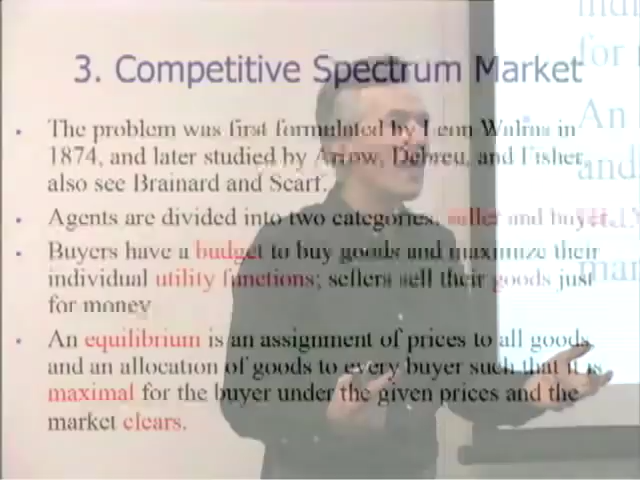 3. Competitive Spectrum Market
The problem was first formulated by Leon Walras in
1874, and later studied by Arrow, Debreu, and Fisher,
also see Brainard and Scarf.
Agents are divided into two categories, seller and buyer.
Buyers have a budget to buy goods and maximize their
individual utility functions; sellers sell their goods just
for money
An equilibrium is an assignment of prices to all goods,
and an allocation of goods to every buyer such that it is
maximal for the buyer under the given prices and the
market clears.
for
An
and